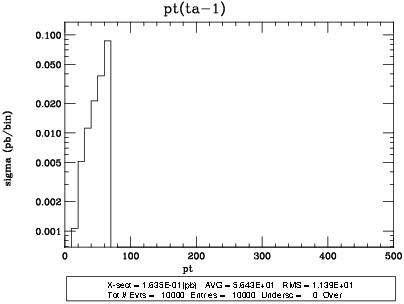 pt(ta-1)
sigma (pb/bin)
0.100
0.050
0.020
0.010
0.005
0.002
0.001
0 100 200 300 400 500
pt
X-sect = 1.635E-01(pb) AVG = 5.643E+01 RMS = 1.139E+01
Tot # Evts = 10000 Entries = 10000 Undersc = 0 Over